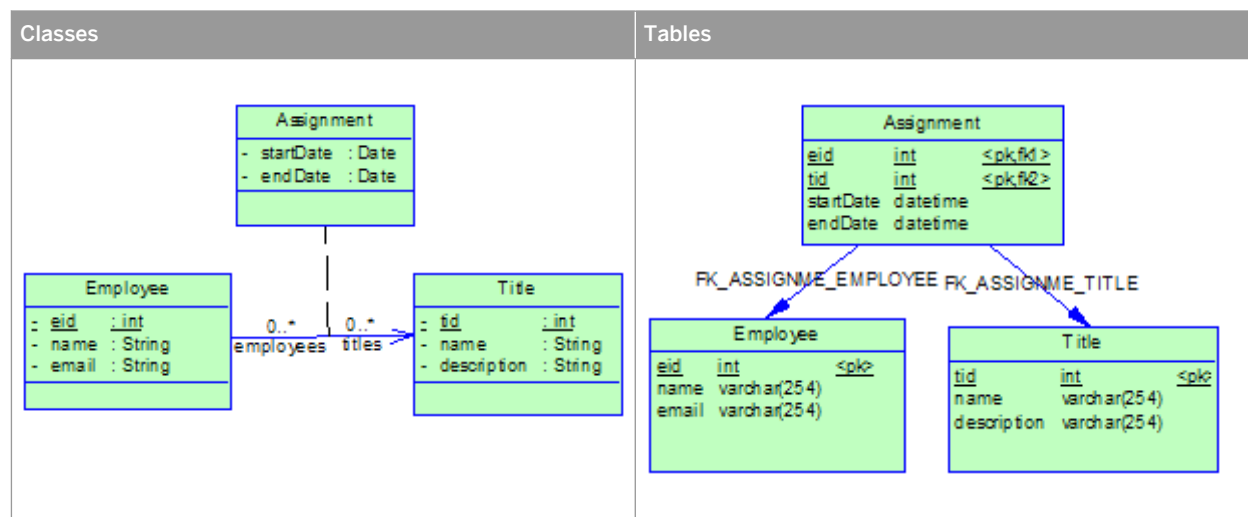 Classes
Tables
Assignment
- startDate : Date
- endDate : Date
Employee
- eid : int
- name : String
- email : String
0..*
employees
0..*
titles
Title
- tid : int
- name : String
- description : String
Assignment
eid int <pk,fk1>
tid int <pk,fk2>
startDate datetime
endDate datetime
FK_ASSIGNME_EMPLOYEE
FK_ASSIGNME_TITLE
Employee
eid int <pk>
name varchar(254)
email varchar(254)
Title
tid int <pk>
name varchar(254)
description varchar(254)